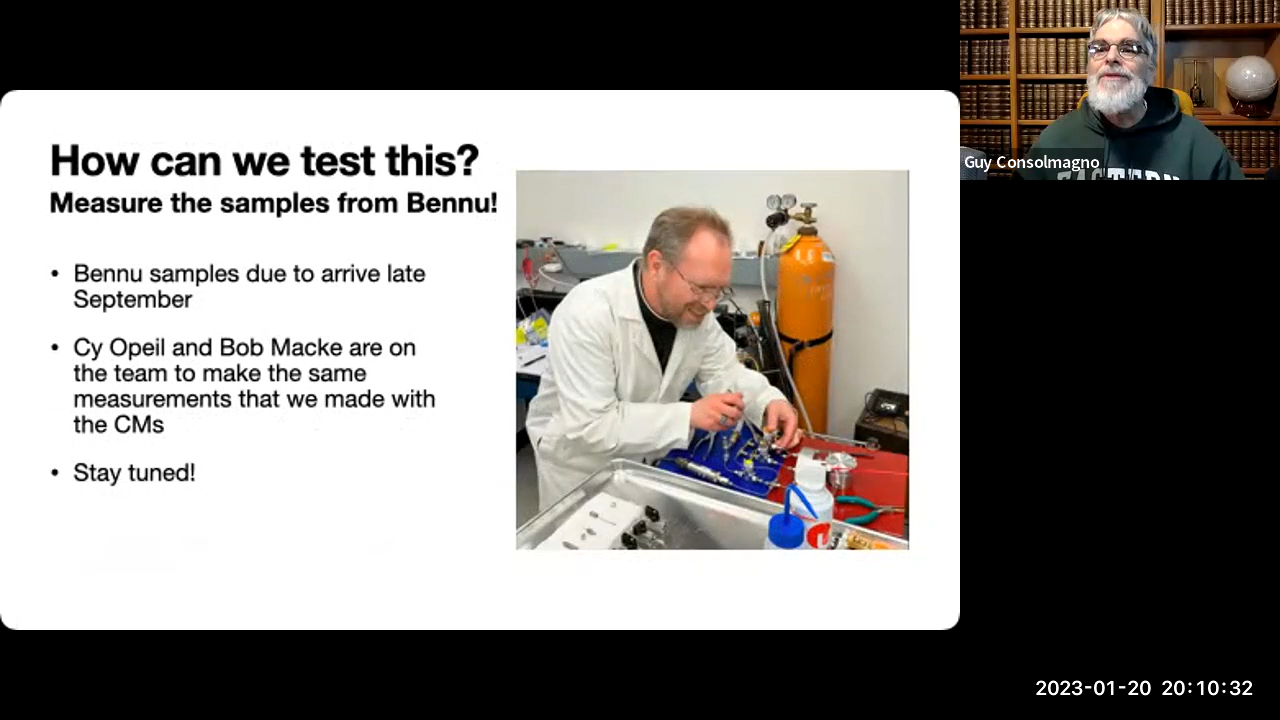 How can we test this?
Measure the samples from Bennu!
• Bennu samples due to arrive late
September
• Cy Opeil and Bob Macke are on
the team to make the same
measurements that we made with
the CMs
• Stay tuned!
Guy Consolmagno
EASTERN
2023-01-20 20:10:32